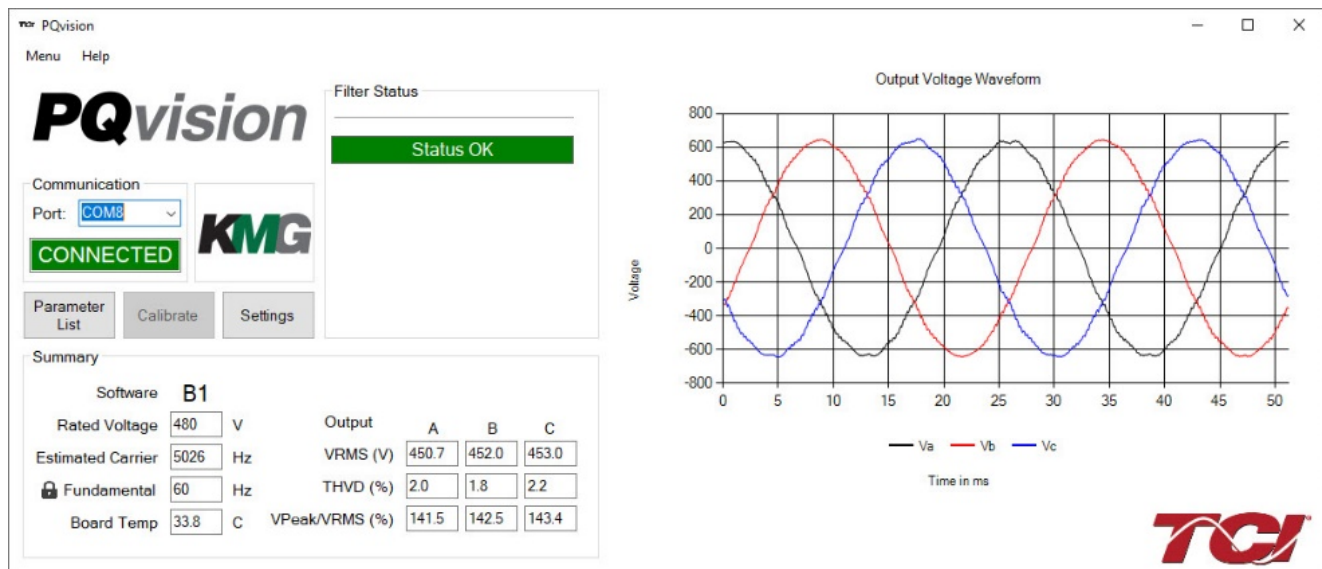 TCI PQvision
Menu Help
PQvision
Communication
Port: COM8
CONNECTED
KMG
Parameter
List
Calibrate
Settings
Filter Status
Status OK
Summary
Software B1
Rated Voltage 480 V
Estimated Carrier 5026 Hz
Fundamental 60 Hz
Board Temp 33.8 C
Output A B C
VRMS (V) 450.7 452.0 453.0
THVD (%) 2.0 1.8 2.2
VPeak/VRMS (%) 141.5 142.5 143.4
Output Voltage Waveform
Voltage
800
600
400
200
0
-200
-400
-600
-800
0 5 10 15 20 25 30 35 40 45 50
Va Vb Vc
Time in ms
TCI